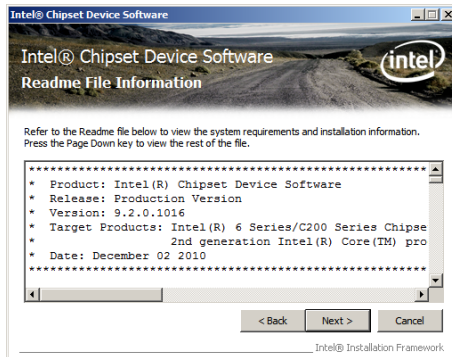 Intel® Chipset Device Software
Intel® Chipset Device Software
intel
Readme File Information
Refer to the Readme file below to view the system requirements and installation information.
Press the Page Down key to view the rest of the file.
******************************************************
* Product: Intel(R) Chipset Device Software
* Release: Production Version
* Version: 9.2.0.1016
* Target Products: Intel(R) 6 Series/C200 Series Chipse
* 2nd generation Intel(R) Core(TM) pro
* Date: December 02 2010
******************************************************
< Back Next > Cancel
Intel® Installation Framework